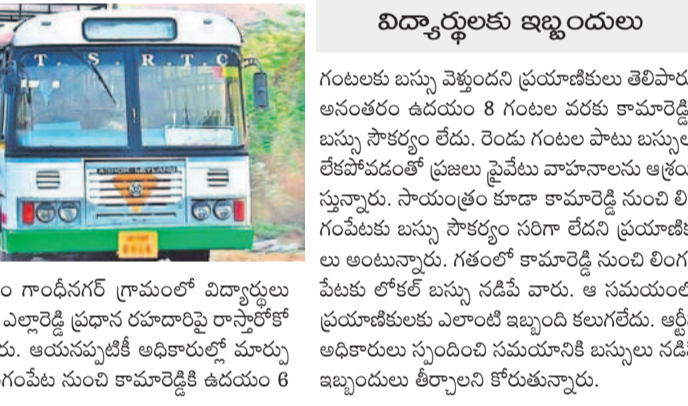 T. S. R T. C
ASHOK LEYLAND
ం గాంధీనగర్ గ్రామంలో విద్యార్థులు
ఎల్లారెడ్డి ప్రధాన రహదారిపై రాస్తారోకో
రు. ఆయనప్పటికీ అధికారుల్లో మార్పు
గంపేట నుంచి కామారెడ్డికి ఉదయం 6
విద్యార్థులకు ఇబ్బందులు
గంటలకు బస్సు వెళ్తుందని ప్రయాణికులు తెలిపారు
అనంతరం ఉదయం 8 గంటల వరకు కామారెడ్డి
బస్సు సౌకర్యం లేదు. రెండు గంటల పాటు బస్సుల
లేకపోవడంతో ప్రజలు ప్రైవేటు వాహనాలను ఆశ్రయి
స్తున్నారు. సాయంత్రం కూడా కామారెడ్డి నుంచి లి
గంపేటకు బస్సు సౌకర్యం సరిగా లేదని ప్రయాణిక
లు అంటున్నారు. గతంలో కామారెడ్డి నుంచి లింగ
పేటకు లోకల్ బస్సు నడిపే వారు. ఆ సమయంల
ప్రయాణికులకు ఎలాంటి ఇబ్బంది కలుగలేదు. ఆర్టీ
అధికారులు స్పందించి సమయానికి బస్సులు నడి
ఇబ్బందులు తీర్చాలని కోరుతున్నారు.